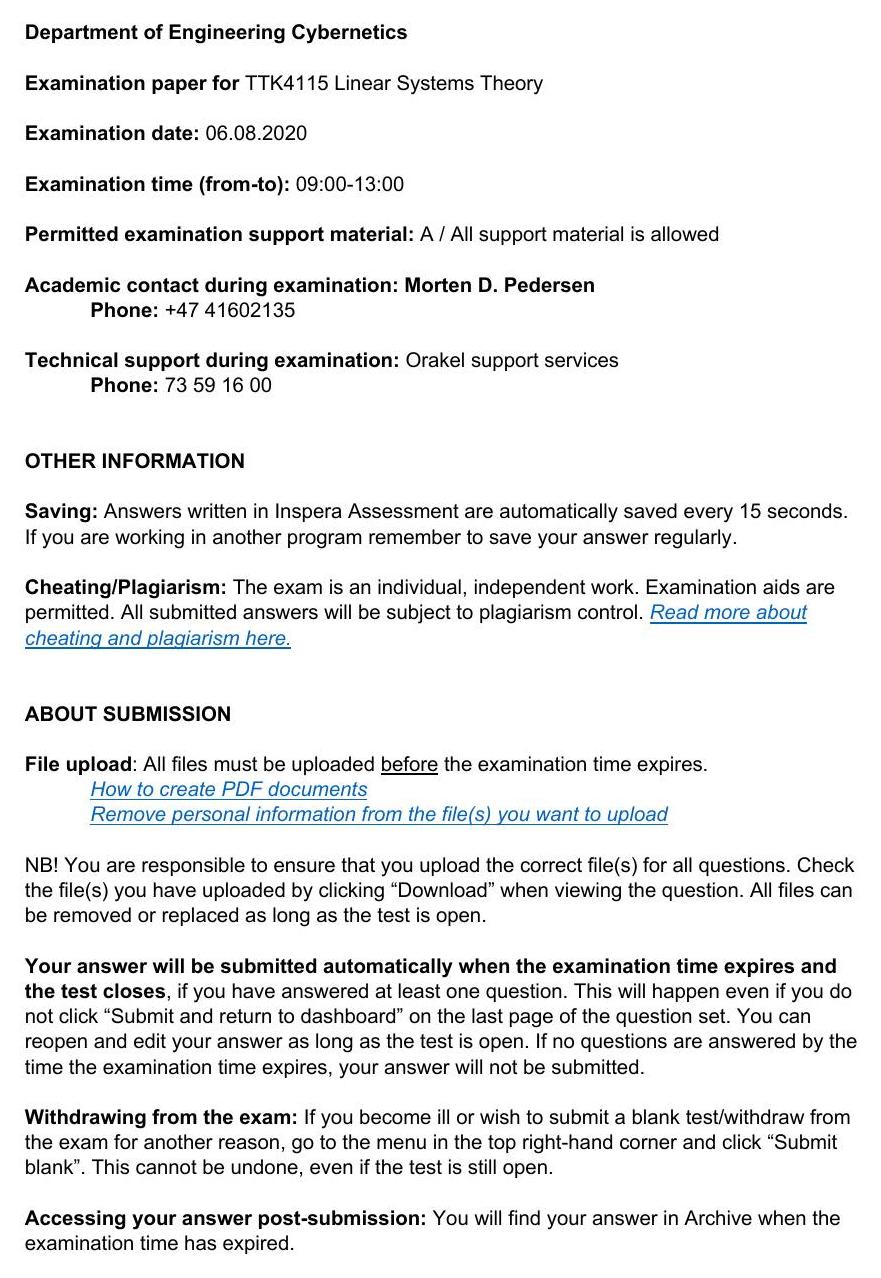 Department of Engineering Cybernetics
Examination paper for TTK4115 Linear Systems Theory
Examination date: 06.08.2020
Examination time (from-to): 09:00-13:00
Permitted examination support material: A / All support material is allowed
Academic contact during examination: Morten D. Pedersen
Phone: +47 41602135
Technical support during examination: Orakel support services
Phone: 73 59 16 00
OTHER INFORMATION
Saving: Answers written in Inspera Assessment are automatically saved every 15 seconds.
If you are working in another program remember to save your answer regularly.
Cheating/Plagiarism: The exam is an individual, independent work. Examination aids are
permitted. All submitted answers will be subject to plagiarism control. Read more about
cheating and plagiarism here.
ABOUT SUBMISSION
File upload: All files must be uploaded before the examination time expires.
How to create PDF documents
Remove personal information from the file(s) you want to upload
NB! You are responsible to ensure that you upload the correct file(s) for all questions. Check
the file(s) you have uploaded by clicking “Download” when viewing the question. All files can
be removed or replaced as long as the test is open.
Your answer will be submitted automatically when the examination time expires and
the test closes, if you have answered at least one question. This will happen even if you do
not click “Submit and return to dashboard” on the last page of the question set. You can
reopen and edit your answer as long as the test is open. If no questions are answered by the
time the examination time expires, your answer will not be submitted.
Withdrawing from the exam: If you become ill or wish to submit a blank test/withdraw from
the exam for another reason, go to the menu in the top right-hand corner and click “Submit
blank”. This cannot be undone, even if the test is still open.
Accessing your answer post-submission: You will find your answer in Archive when the
examination time has expired.